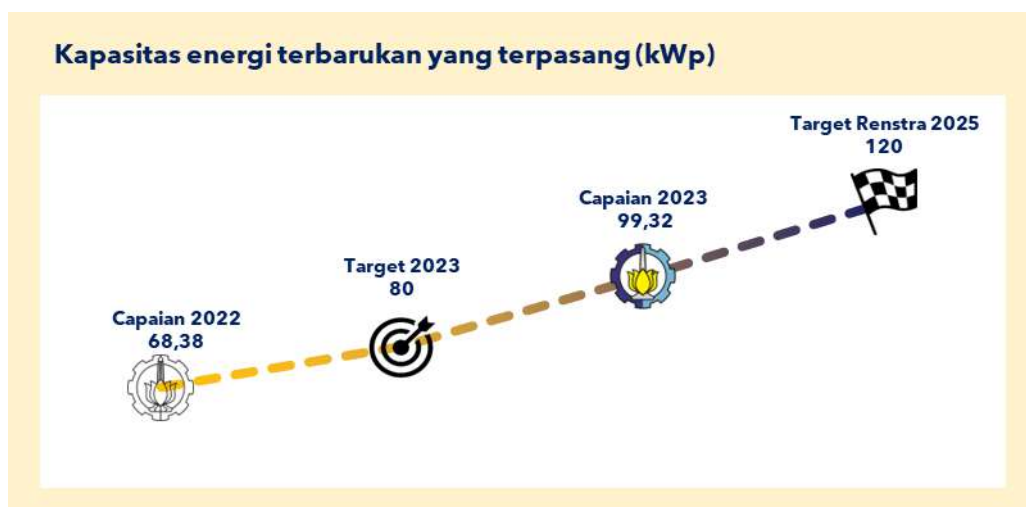 Kapasitas energi terbarukan yang terpasang (kWp)
Capaian 2022
68,38
Target 2023
80
Capaian 2023
99,32
Target Renstra 2025
120